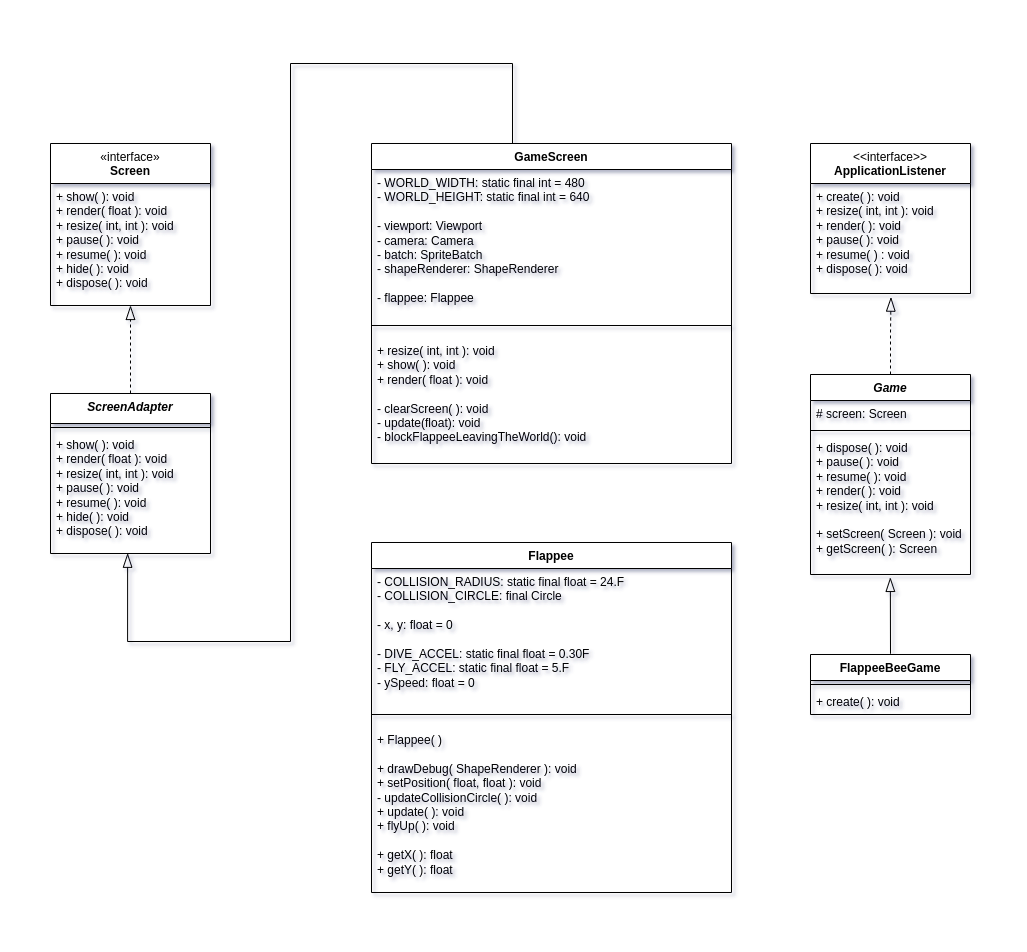 «interface»
Screen
+ show( ): void
+ render( float ): void
+ resize( int, int ): void
+ pause( ): void
+ resume( ): void
+ hide( ): void
+ dispose( ): void
ScreenAdapter
+ show( ): void
+ render( float ): void
+ resize( int, int ): void
+ pause( ): void
+ resume( ): void
+ hide( ): void
+ dispose( ): void
GameScreen
- WORLD_WIDTH: static final int = 480
- WORLD_HEIGHT: static final int = 640
- viewport: Viewport
- camera: Camera
- batch: SpriteBatch
- shapeRenderer: ShapeRenderer
- flappee: Flappee
+ resize( int, int ): void
+ show( ): void
+ render( float ): void
- clearScreen( ): void
- update(float): void
- blockFlappeeLeavingTheWorld(): void
Flappee
- COLLISION_RADIUS: static final float = 24.F
- COLLISION_CIRCLE: final Circle
- x, y: float = 0
- DIVE_ACCEL: static final float = 0.30F
- FLY_ACCEL: static final float = 5.F
- ySpeed: float = 0
+ Flappee( )
+ drawDebug( ShapeRenderer ): void
+ setPosition( float, float ): void
- updateCollisionCircle( ): void
+ update( ): void
+ flyUp( ): void
+ getX( ): float
+ getY( ): float
<<interface>>
ApplicationListener
+ create( ): void
+ resize( int, int ): void
+ render( ): void
+ pause( ): void
+ resume( ) : void
+ dispose( ): void
Game
# screen: Screen
+ dispose( ): void
+ pause( ): void
+ resume( ): void
+ render( ): void
+ resize( int, int ): void
+ setScreen( Screen ): void
+ getScreen( ): Screen
FlappeeBeeGame
+ create( ): void